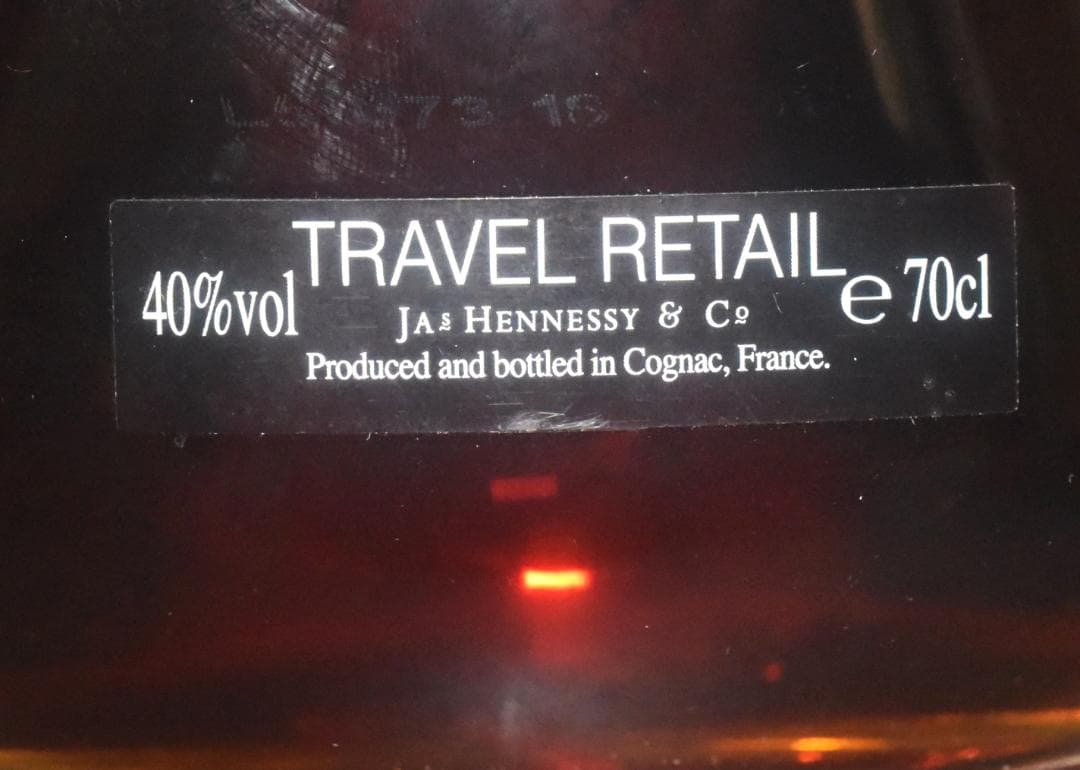 TRAVEL RETAIL
40%vol
JAˢ HENNESSY & Cº
℮ 70cl
Produced and bottled in Cognac, France.